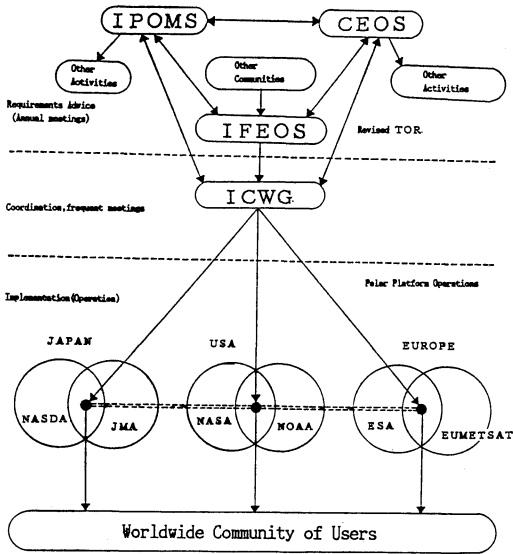 IPOMS
CEOS
Other
Activities
Other
Communities
Other
Activities
Requirements Advice
(Annual meetings)
IFEOS
Revised TOR
ICWG
Coordination, frequent meetings
Polar Platform Operations
Implementation(Operation)
JAPAN
USA
EUROPE
NASDA
JMA
NASA
NOAA
ESA
EUMETSAT
Worldwide Community of Users